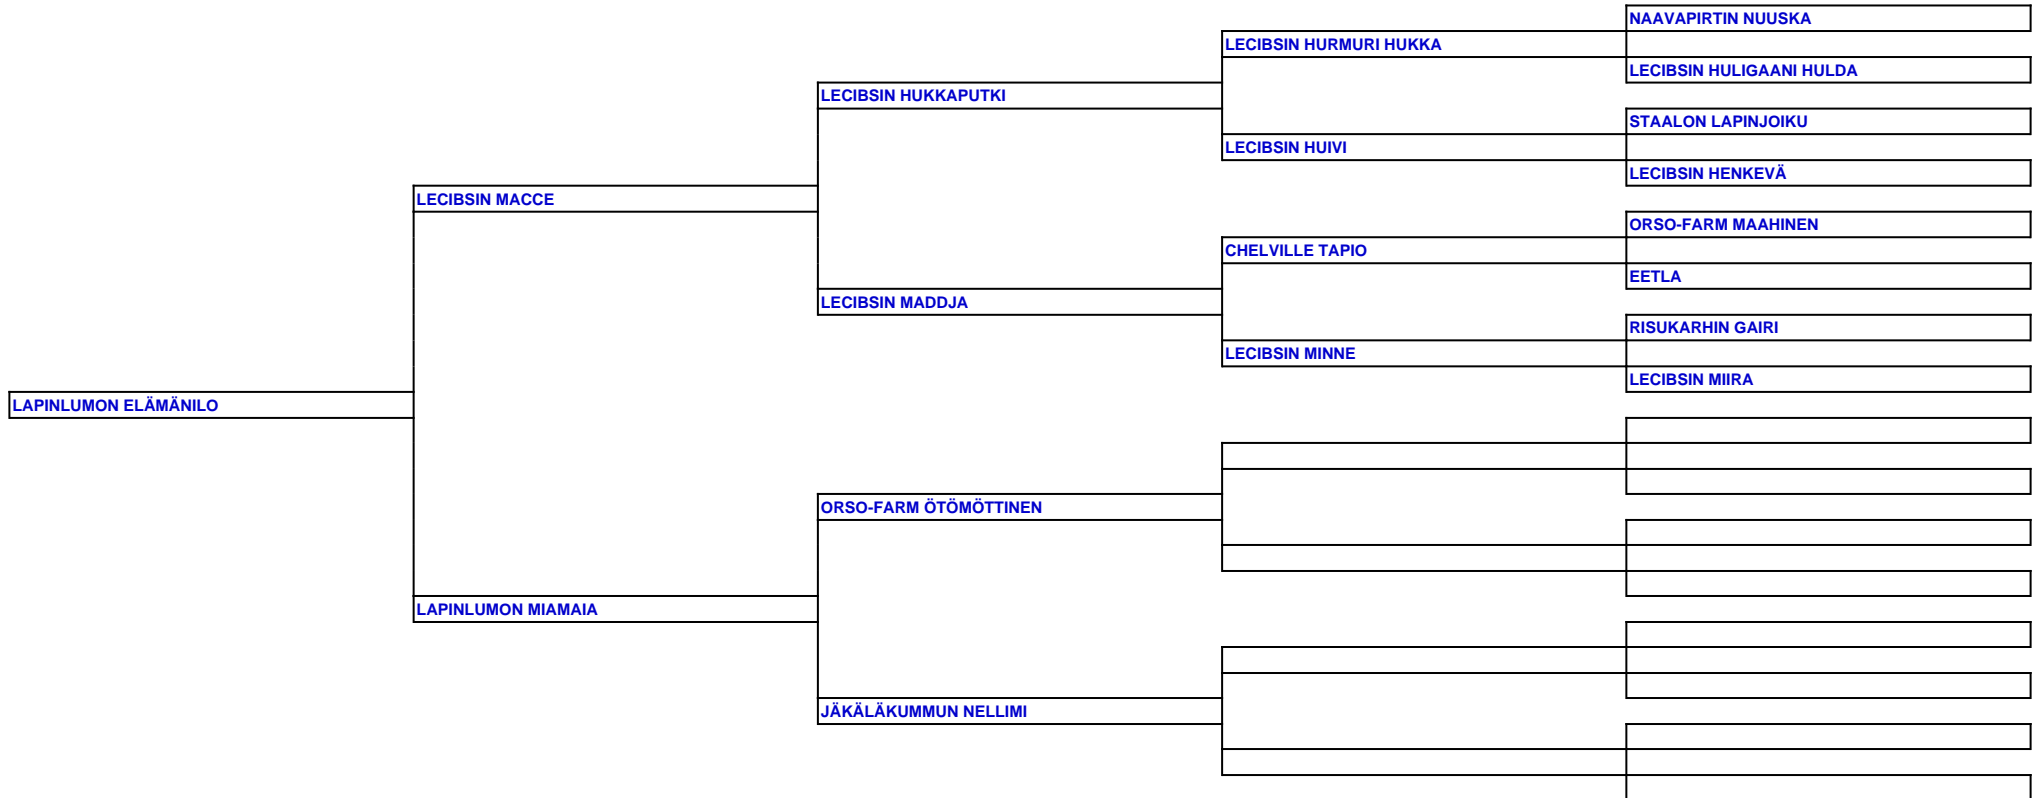 NAAVAPIRTIN NUUSKA
LECIBSIN HURMURI HUKKA
LECIBSIN HULIGAANI HULDA
LECIBSIN HUKKAPUTKI
STAALON LAPINJOIKU
LECIBSIN HUIVI
LECIBSIN HENKEVÄ
LECIBSIN MACCE
ORSO-FARM MAAHINEN
CHELVILLE TAPIO
EETLA
LECIBSIN MADDJA
RISUKARHIN GAIRI
LECIBSIN MINNE
LECIBSIN MIIRA
LAPINLUMON ELÄMÄNILO
ORSO-FARM ÖTÖMÖTTINEN
LAPINLUMON MIAMAIA
JÄKÄLÄKUMMUN NELLIMI